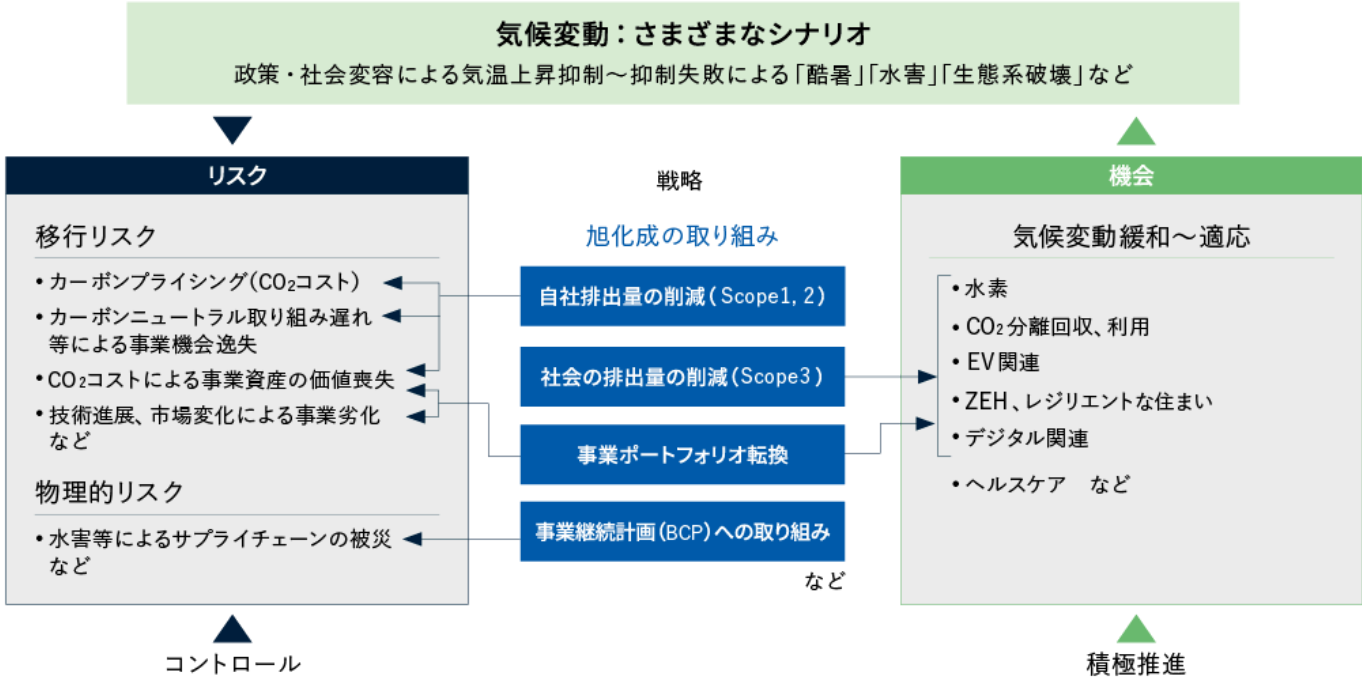 気候変動：さまざまなシナリオ
政策・社会変容による気温上昇抑制～抑制失敗による「酷暑」「水害」「生態系破壊」など
リスク
移行リスク
• カーボンプライシング（CO₂コスト）
• カーボンニュートラル取り組み遅れ
等による事業機会逸失
• CO₂コストによる事業資産の価値喪失
• 技術進展、市場変化による事業劣化
など
物理的リスク
• 水害等によるサプライチェーンの被災
など
コントロール
戦略
旭化成の取り組み
自社排出量の削減（Scope1, 2）
社会の排出量の削減（Scope3）
事業ポートフォリオ転換
事業継続計画（BCP）への取り組み
など
機会
気候変動緩和～適応
• 水素
• CO₂分離回収、利用
• EV関連
• ZEH、レジリエントな住まい
• デジタル関連
• ヘルスケア　など
積極推進